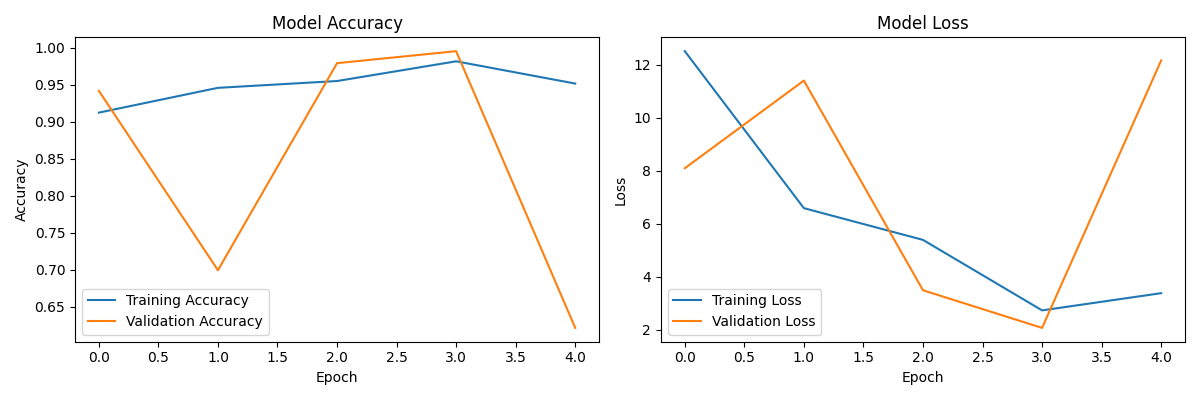 Model Accuracy
Accuracy
1.00
0.95
0.90
0.85
0.80
0.75
0.70
0.65
Training Accuracy
Validation Accuracy
0.0 0.5 1.0 1.5 2.0 2.5 3.0 3.5 4.0
Epoch
Model Loss
Loss
12
10
8
6
4
2
Training Loss
Validation Loss
0.0 0.5 1.0 1.5 2.0 2.5 3.0 3.5 4.0
Epoch